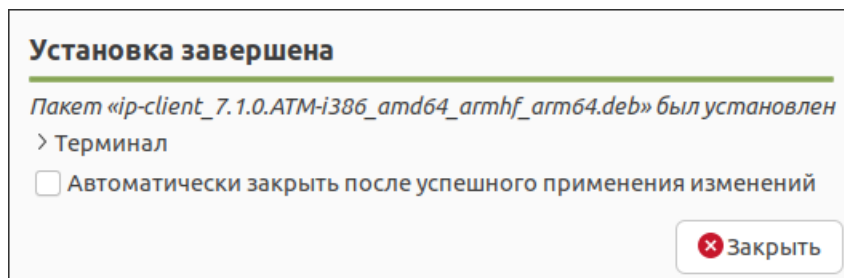 Установка завершена
Пакет «ip-client_7.1.0.ATM-i386_amd64_armhf_arm64.deb» был установлен
Терминал
Автоматически закрыть после успешного применения изменений
Закрыть